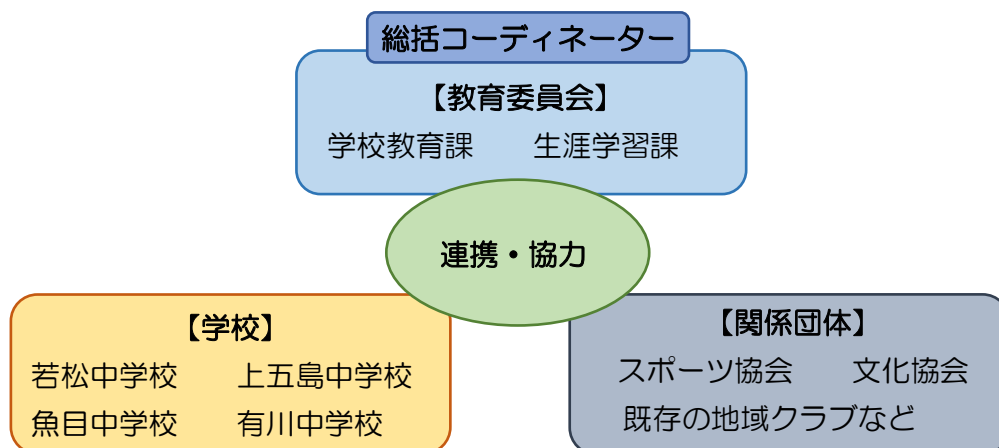 総括コーディネーター
【教育委員会】
学校教育課 生涯学習課
連携・協力
【学校】
若松中学校 上五島中学校
魚目中学校 有川中学校
【関係団体】
スポーツ協会 文化協会
既存の地域クラブなど